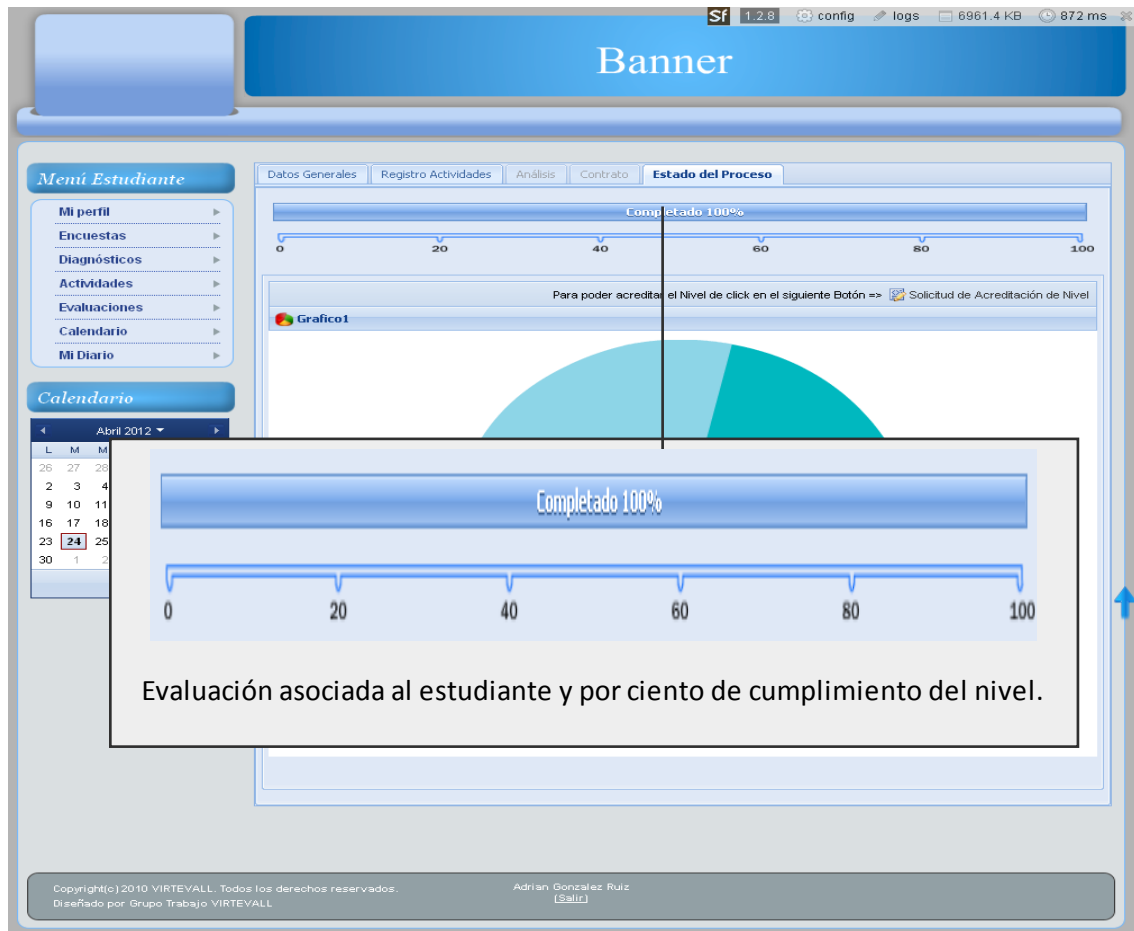 Sf 1.2.8 config logs 6961.4 KB 872 ms
Banner
Menú Estudiante
Mi perfil
Encuestas
Diagnósticos
Actividades
Evaluaciones
Calendario
Mi Diario
Calendario
Abril 2012
L M M
26 27 28
2 3 4
9 10 11
16 17 18
23 24 25
30 1 2
Datos Generales Registro Actividades Análisis Contrato Estado del Proceso
Completado 100%
0 20 40 60 80 100
Para poder acreditar el Nivel de click en el siguiente Botón => Solicitud de Acreditación de Nivel
Grafico1
Completado 100%
0 20 40 60 80 100
Evaluación asociada al estudiante y por ciento de cumplimiento del nivel.
Copyright(c) 2010 VIRTEVALL. Todos los derechos reservados.
Diseñado por Grupo Trabajo VIRTEVALL
Adrian Gonzalez Ruiz
[Salir]